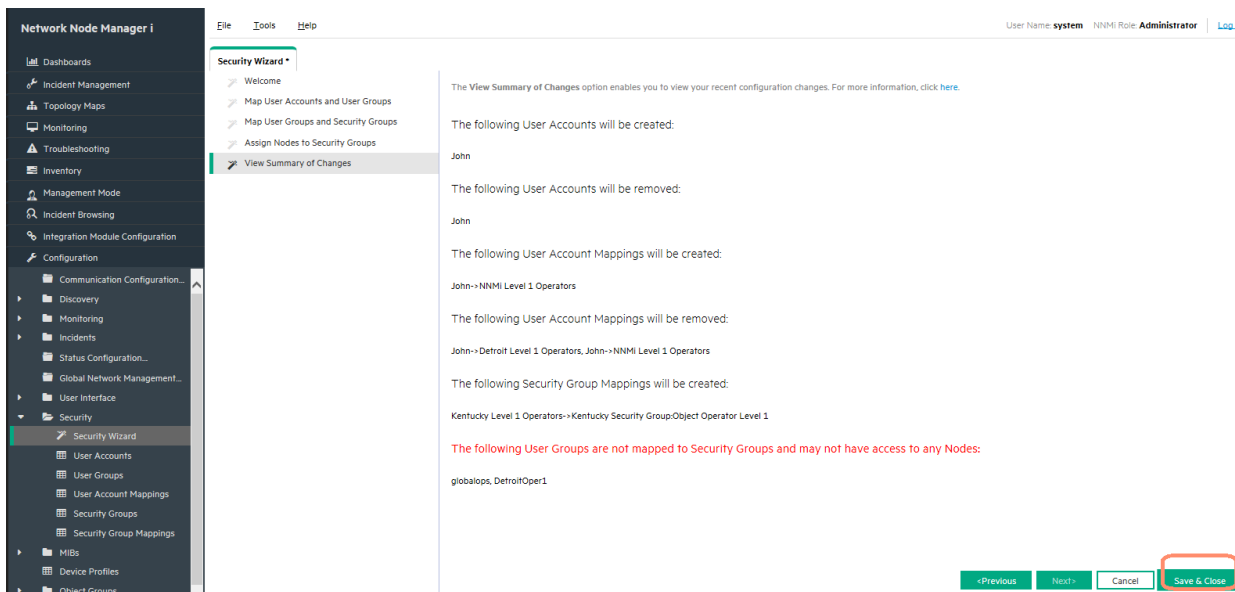 Network Node Manager i
File Tools Help
User Name: system NNMi Role: Administrator Log
Dashboards
Incident Management
Topology Maps
Monitoring
Troubleshooting
Inventory
Management Mode
Incident Browsing
Integration Module Configuration
Configuration
Communication Configuration...
Discovery
Monitoring
Incidents
Status Configuration...
Global Network Management...
User Interface
Security
Security Wizard
User Accounts
User Groups
User Account Mappings
Security Groups
Security Group Mappings
MIBs
Device Profiles
Object Groups
Security Wizard *
Welcome
Map User Accounts and User Groups
Map User Groups and Security Groups
Assign Nodes to Security Groups
View Summary of Changes
The View Summary of Changes option enables you to view your recent configuration changes. For more information, click here.
The following User Accounts will be created:
John
The following User Accounts will be removed:
John
The following User Account Mappings will be created:
John->NNMi Level 1 Operators
The following User Account Mappings will be removed:
John->Detroit Level 1 Operators, John->NNMi Level 1 Operators
The following Security Group Mappings will be created:
Kentucky Level 1 Operators->Kentucky Security Group:Object Operator Level 1
The following User Groups are not mapped to Security Groups and may not have access to any Nodes:
globalops, DetroitOper1
<Previous Next> Cancel Save & Close